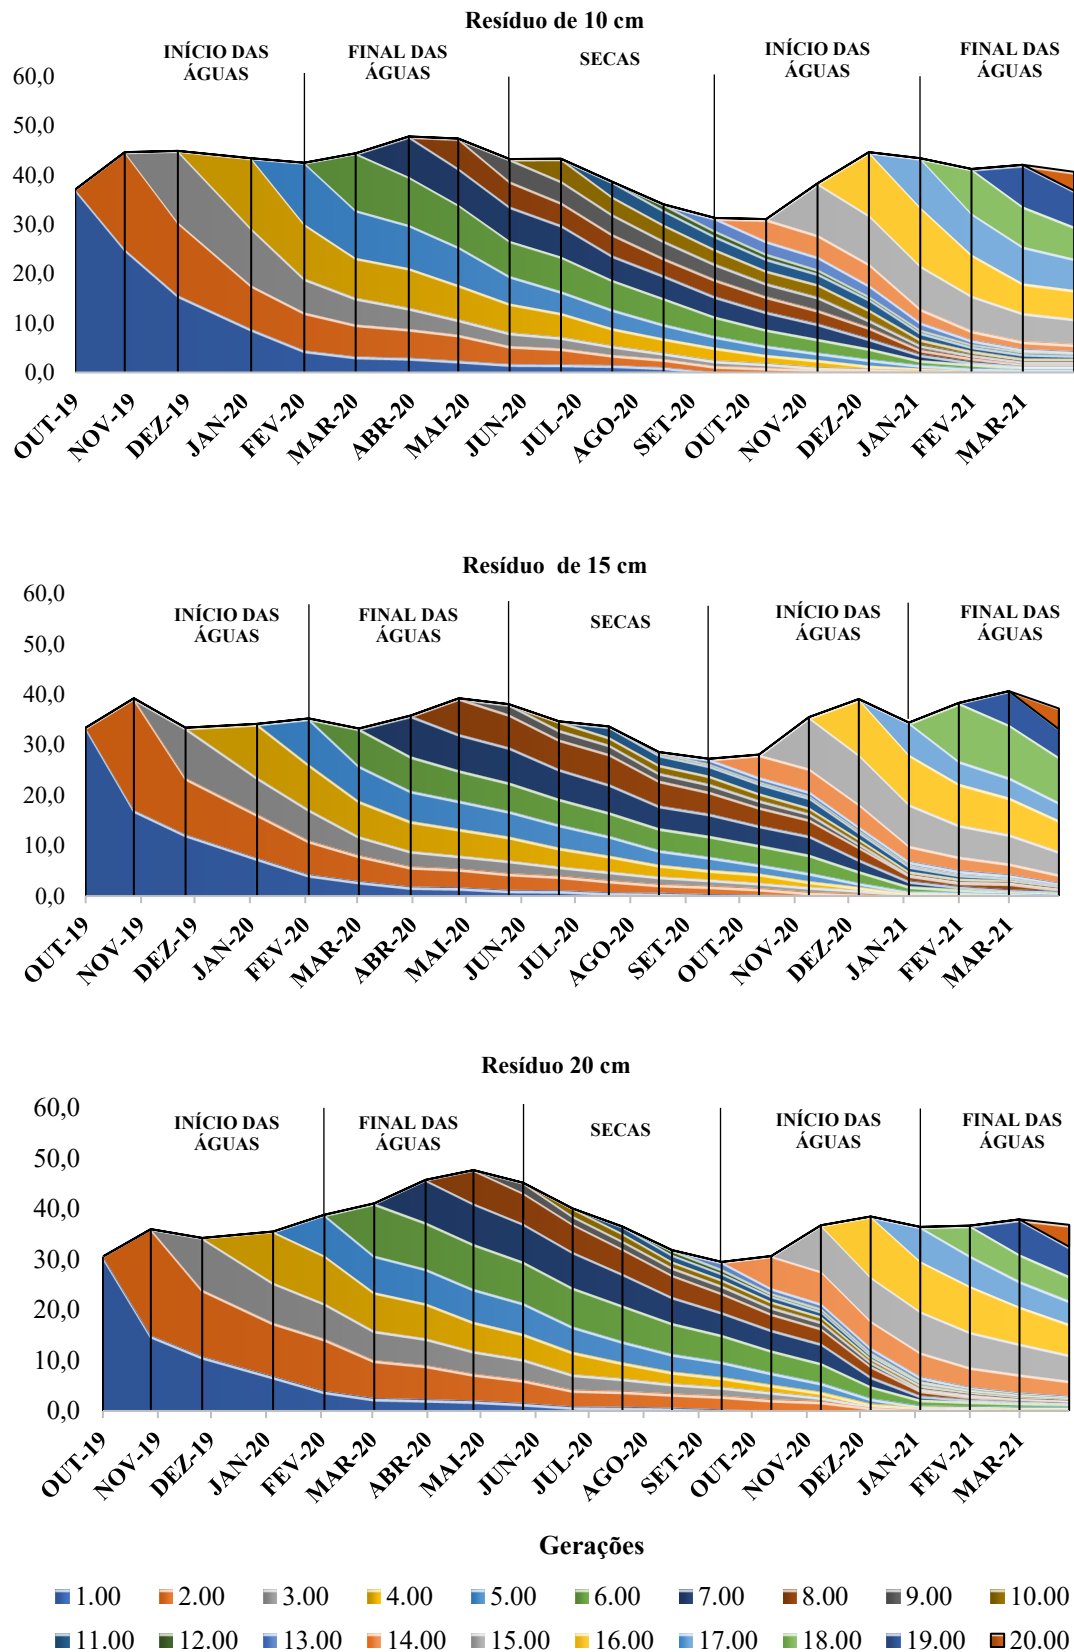 Resíduo de 10 cm
INÍCIO DAS
ÁGUAS
FINAL DAS
ÁGUAS
SECAS
INÍCIO DAS
ÁGUAS
FINAL DAS
ÁGUAS
60,0
50,0
40,0
30,0
20,0
10,0
0,0
OUT-19
NOV-19
DEZ-19
JAN-20
FEV-20
MAR-20
ABR-20
MAI-20
JUN-20
JUL-20
AGO-20
SET-20
OUT-20
NOV-20
DEZ-20
JAN-21
FEV-21
MAR-21
Resíduo de 15 cm
INÍCIO DAS
ÁGUAS
FINAL DAS
ÁGUAS
SECAS
INÍCIO DAS
ÁGUAS
FINAL DAS
ÁGUAS
60,0
50,0
40,0
30,0
20,0
10,0
0,0
OUT-19
NOV-19
DEZ-19
JAN-20
FEV-20
MAR-20
ABR-20
MAI-20
JUN-20
JUL-20
AGO-20
SET-20
OUT-20
NOV-20
DEZ-20
JAN-21
FEV-21
MAR-21
Resíduo 20 cm
INÍCIO DAS
ÁGUAS
FINAL DAS
ÁGUAS
SECAS
INÍCIO DAS
ÁGUAS
FINAL DAS
ÁGUAS
60,0
50,0
40,0
30,0
20,0
10,0
0,0
OUT-19
NOV-19
DEZ-19
JAN-20
FEV-20
MAR-20
ABR-20
MAI-20
JUN-20
JUL-20
AGO-20
SET-20
OUT-20
NOV-20
DEZ-20
JAN-21
FEV-21
MAR-21
Gerações
1.00 2.00 3.00 4.00 5.00 6.00 7.00 8.00 9.00 10.00
11.00 12.00 13.00 14.00 15.00 16.00 17.00 18.00 19.00 20.00